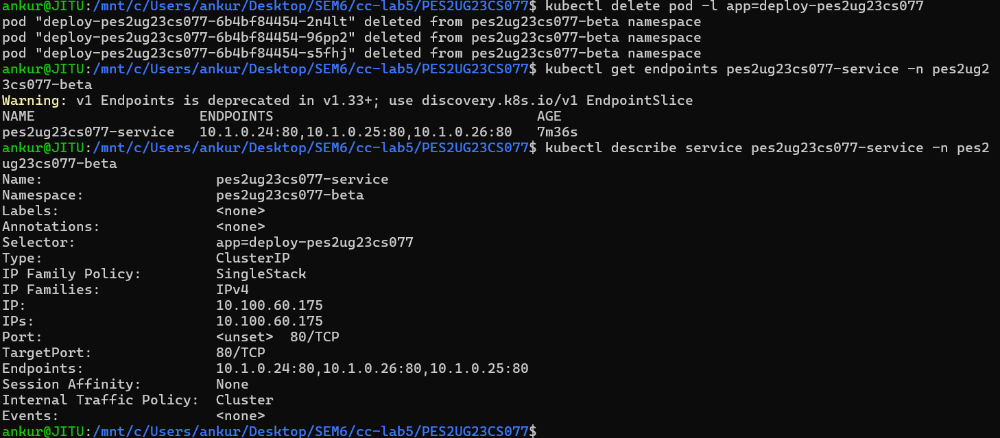 ankur@JITU:/mnt/c/Users/ankur/Desktop/SEM6/cc-lab5/PES2UG23CS077$ kubectl delete pod -l app=deploy-pes2ug23cs077
pod "deploy-pes2ug23cs077-6b4bf84454-2n4lt" deleted from pes2ug23cs077-beta namespace
pod "deploy-pes2ug23cs077-6b4bf84454-96pp2" deleted from pes2ug23cs077-beta namespace
pod "deploy-pes2ug23cs077-6b4bf84454-s5fhj" deleted from pes2ug23cs077-beta namespace
ankur@JITU:/mnt/c/Users/ankur/Desktop/SEM6/cc-lab5/PES2UG23CS077$ kubectl get endpoints pes2ug23cs077-service -n pes2ug2
3cs077-beta
Warning: v1 Endpoints is deprecated in v1.33+; use discovery.k8s.io/v1 EndpointSlice
NAME                    ENDPOINTS                                AGE
pes2ug23cs077-service   10.1.0.24:80,10.1.0.25:80,10.1.0.26:80   7m36s
ankur@JITU:/mnt/c/Users/ankur/Desktop/SEM6/cc-lab5/PES2UG23CS077$ kubectl describe service pes2ug23cs077-service -n pes2
ug23cs077-beta
Name:                     pes2ug23cs077-service
Namespace:                pes2ug23cs077-beta
Labels:                   <none>
Annotations:              <none>
Selector:                 app=deploy-pes2ug23cs077
Type:                     ClusterIP
IP Family Policy:         SingleStack
IP Families:              IPv4
IP:                       10.100.60.175
IPs:                      10.100.60.175
Port:                     <unset>  80/TCP
TargetPort:               80/TCP
Endpoints:                10.1.0.24:80,10.1.0.26:80,10.1.0.25:80
Session Affinity:         None
Internal Traffic Policy:  Cluster
Events:                   <none>
ankur@JITU:/mnt/c/Users/ankur/Desktop/SEM6/cc-lab5/PES2UG23CS077$